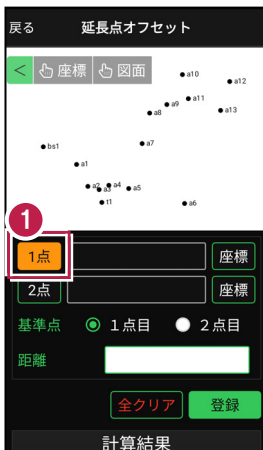 戻る 延長点オフセット
< 座標 図面
a10
a12
a9 a11
a8 a13
bs1 a7
a1
a2 a3 a4 a5
t1 a6
1
1点 座標
2点 座標
基準点 1点目 2点目
距離
全クリア 登録
計算結果